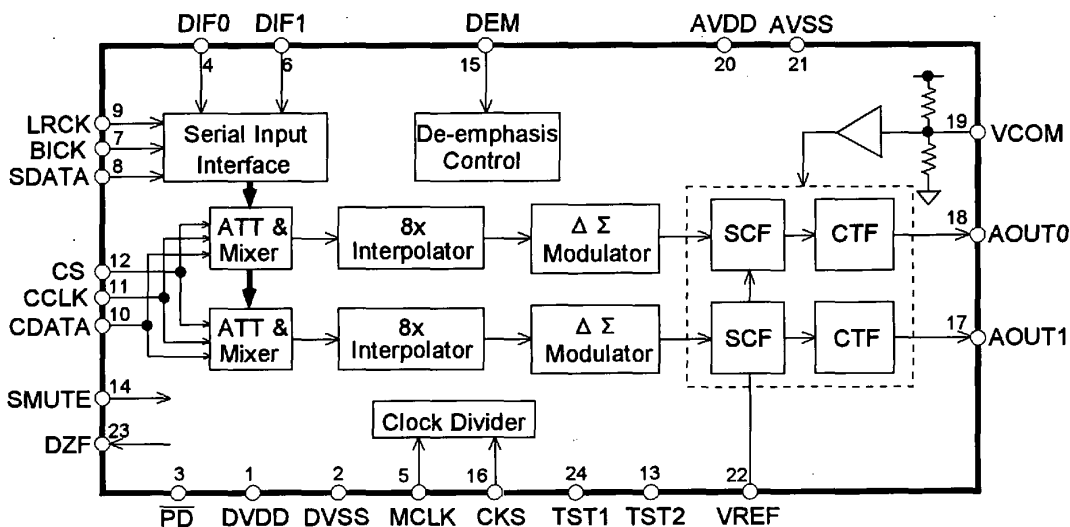 DIF0 DIF1 DEM AVDD AVSS
4 6 15 20 21
LRCK 9
BICK 7
SDATA 8
Serial Input
Interface
De-emphasis
Control
19 VCOM
ATT &
Mixer
8x
Interpolator
Δ Σ
Modulator
SCF
CTF
18 AOUT0
CS 12
CCLK 11
CDATA 10
ATT &
Mixer
8x
Interpolator
Δ Σ
Modulator
SCF
CTF
17 AOUT1
SMUTE 14
DZF 23
Clock Divider
3 1 2 5 16 24 13 22
PD DVDD DVSS MCLK CKS TST1 TST2 VREF